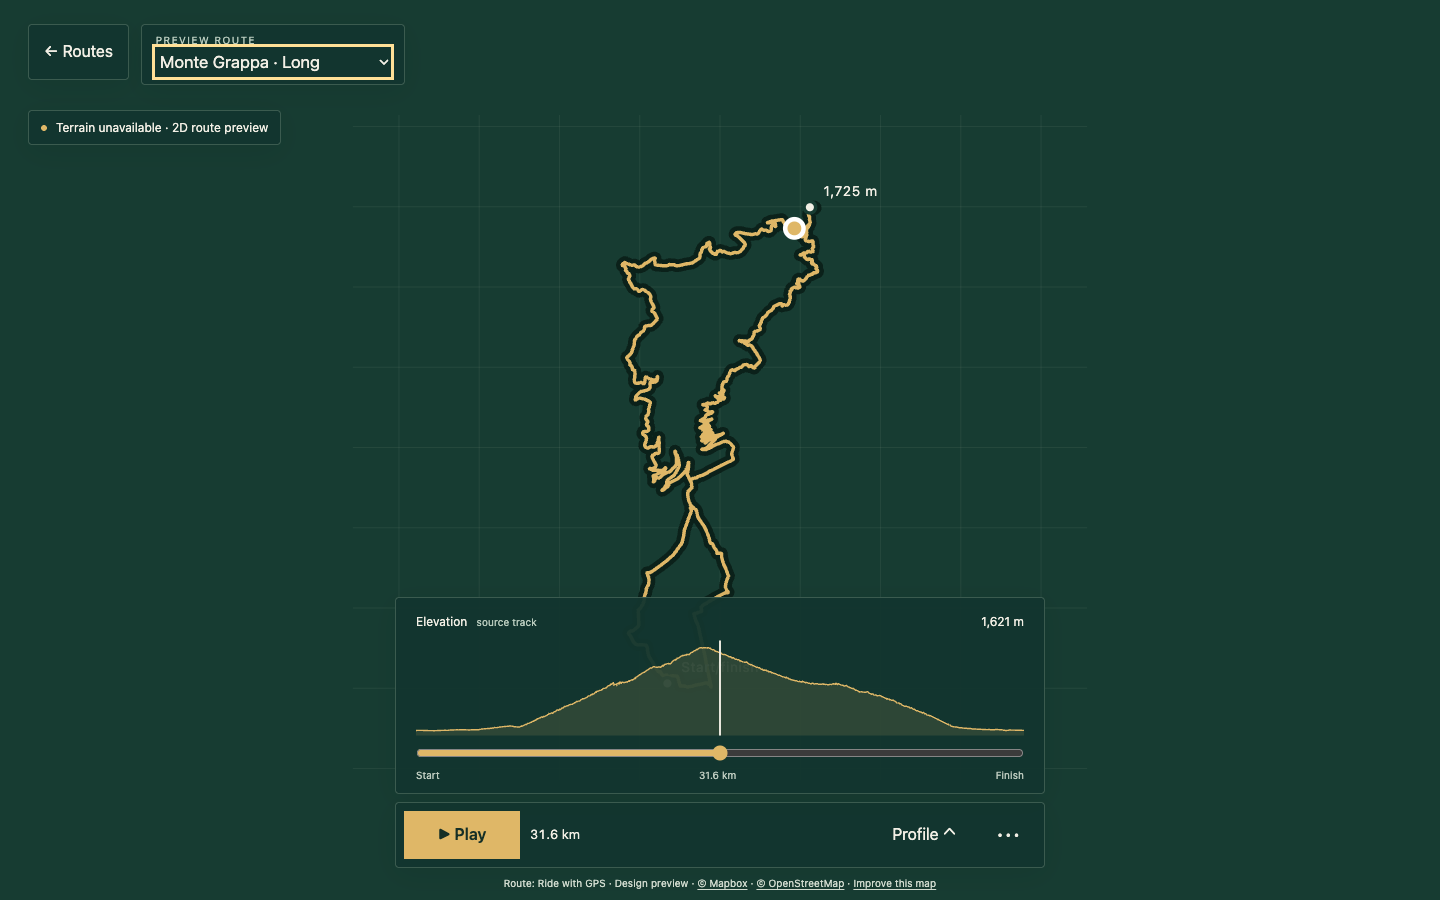 ← Routes
PREVIEW ROUTE
Monte Grappa · Long
Terrain unavailable · 2D route preview
1,725 m
Elevation source track
1,621 m
Start
31.6 km
Finish
▶ Play
31.6 km
Profile
Route: Ride with GPS · Design preview · © Mapbox · © OpenStreetMap · Improve this map